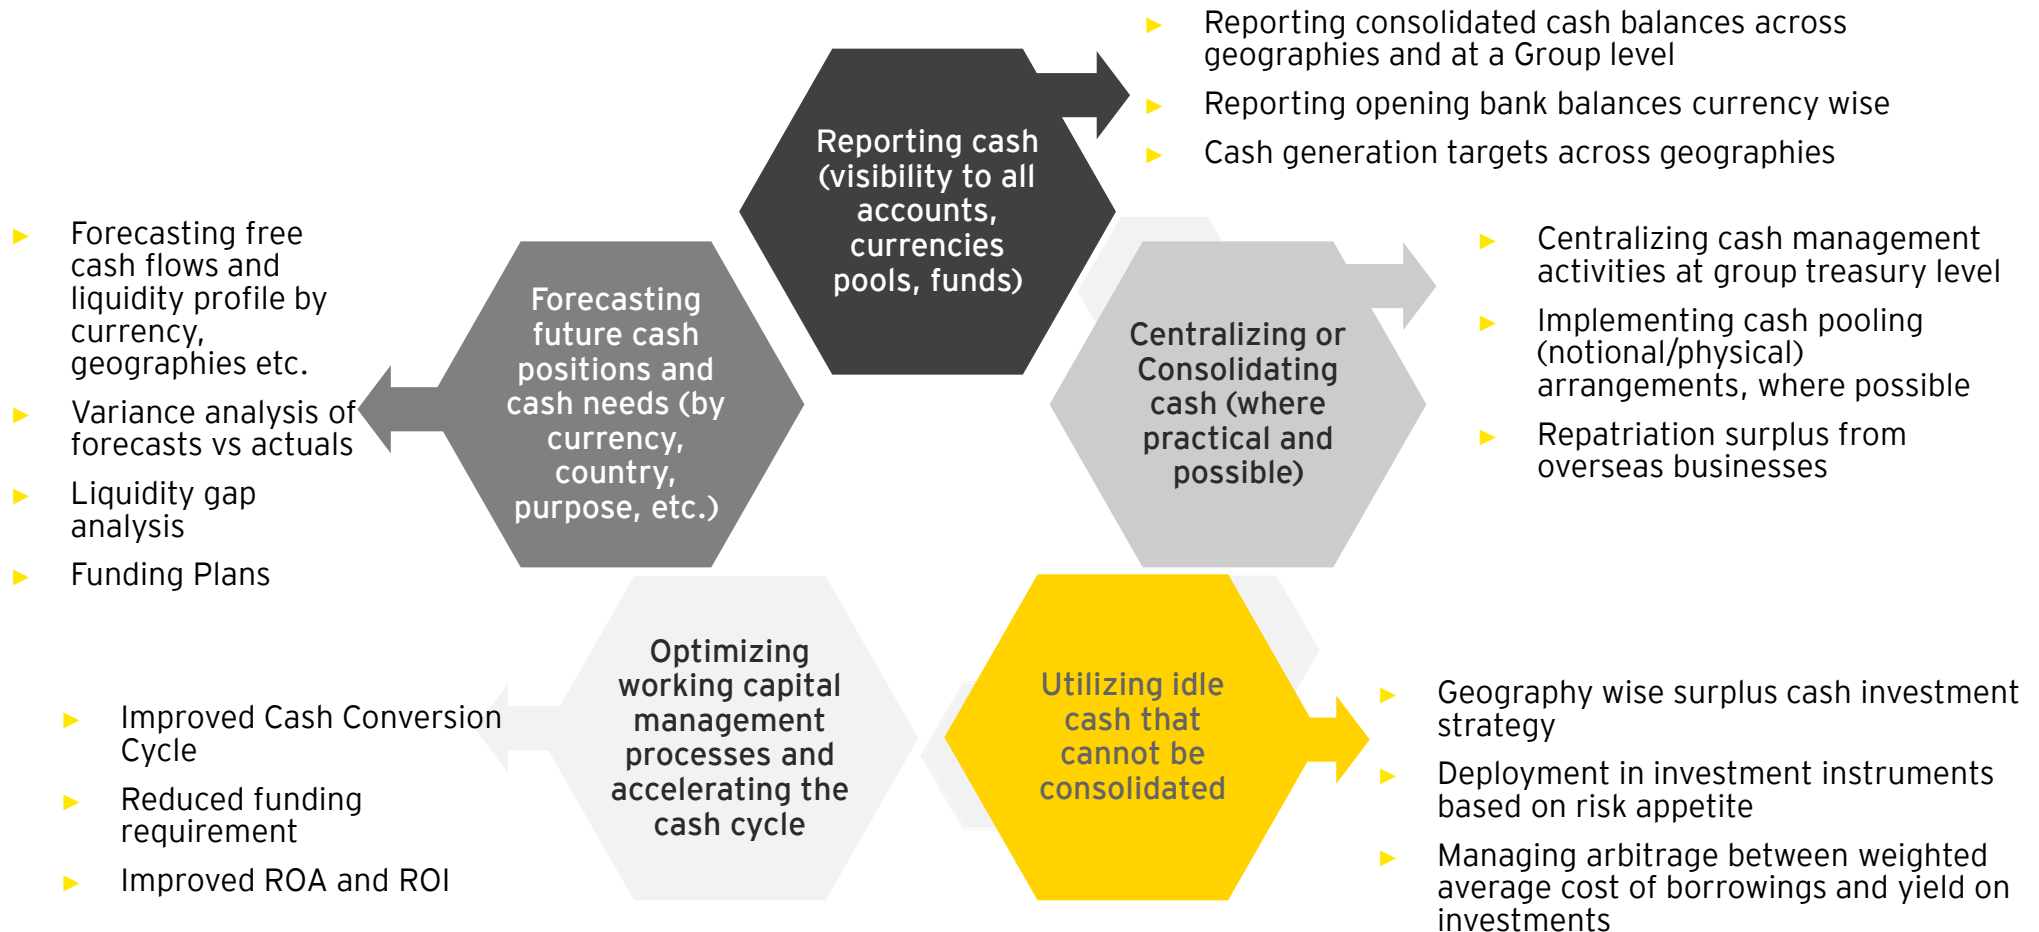 Reporting cash
(visibility to all
accounts,
currencies
pools, funds)
► Reporting consolidated cash balances across
geographies and at a Group level
► Reporting opening bank balances currency wise
► Cash generation targets across geographies
Centralizing or
Consolidating
cash (where
practical and
possible)
► Centralizing cash management
activities at group treasury level
► Implementing cash pooling
(notional/physical)
arrangements, where possible
► Repatriation surplus from
overseas businesses
Utilizing idle
cash that
cannot be
consolidated
► Geography wise surplus cash investment
strategy
► Deployment in investment instruments
based on risk appetite
► Managing arbitrage between weighted
average cost of borrowings and yield on
investments
Optimizing
working capital
management
processes and
accelerating the
cash cycle
► Improved Cash Conversion
Cycle
► Reduced funding
requirement
► Improved ROA and ROI
Forecasting
future cash
positions and
cash needs (by
currency,
country,
purpose, etc.)
► Forecasting free
cash flows and
liquidity profile by
currency,
geographies etc.
► Variance analysis of
forecasts vs actuals
► Liquidity gap
analysis
► Funding Plans